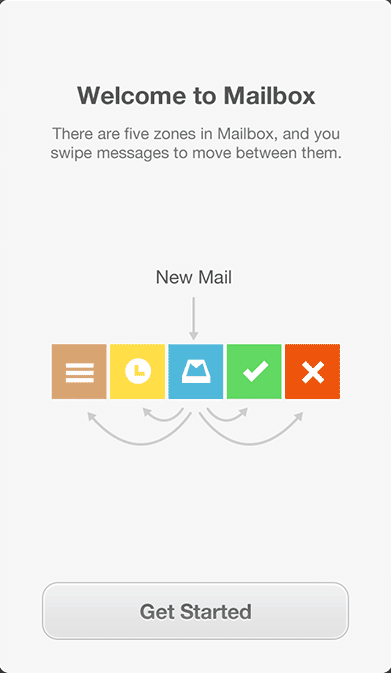 Welcome to Mailbox
There are five zones in Mailbox, and you
swipe messages to move between them.
New Mail
Get Started